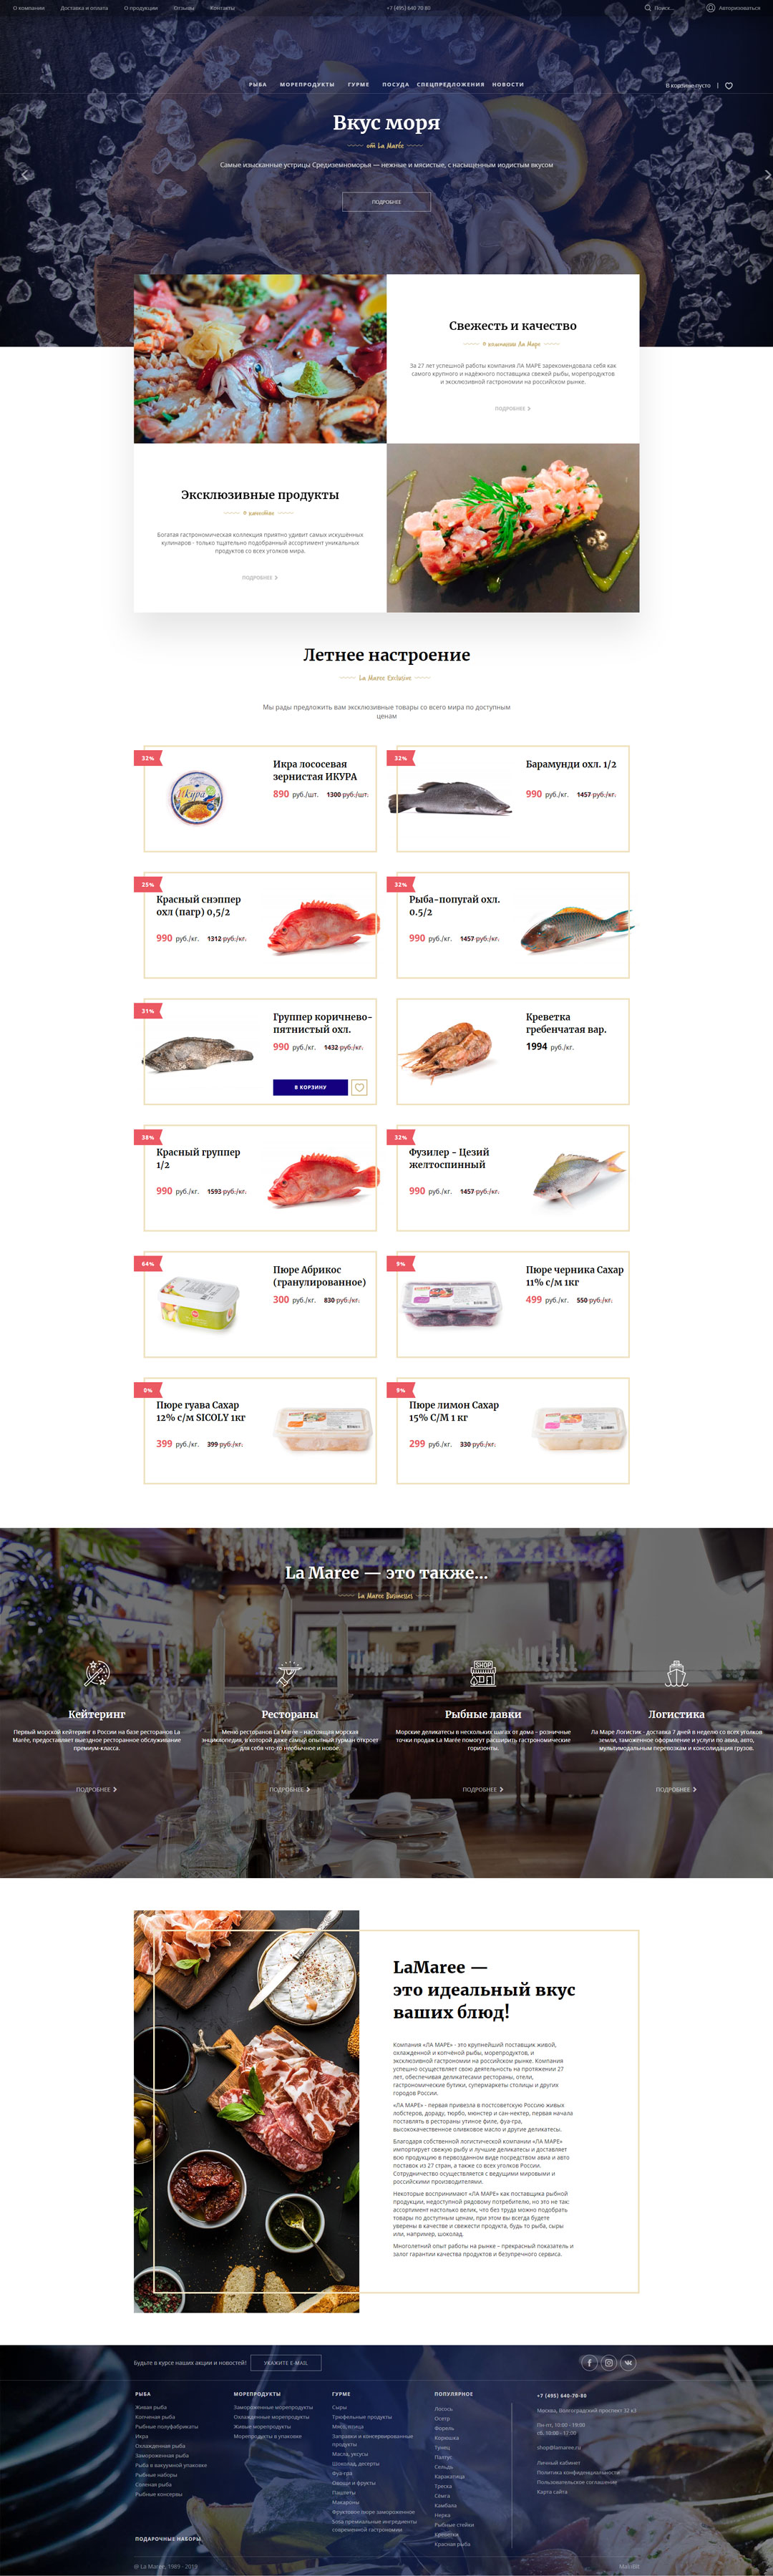 О компании
Доставка и оплата
О продукции
Отзывы
Контакты
+7 (495) 640 70 80
Поиск...
Авторизоваться
РЫБА
МОРЕПРОДУКТЫ
ГУРМЕ
ПОСУДА
СПЕЦПРЕДЛОЖЕНИЯ
НОВОСТИ
В корзине пусто
Вкус моря
от La Marée
Самые изысканные устрицы Средиземноморья — нежные и мясистые, с насыщенным иодистым вкусом
ПОДРОБНЕЕ
Свежесть и качество
О компании Ла Маре
За 27 лет успешной работы компания ЛА МАРЕ зарекомендовала себя как
самого крупного и надёжного поставщика свежей рыбы, морепродуктов
и эксклюзивной гастрономии на российском рынке.
ПОДРОБНЕЕ
Эксклюзивные продукты
О качестве
Богатая гастрономическая коллекция приятно удивит самых искушённых
кулинаров - только тщательно подобранный ассортимент уникальных
продуктов со всех уголков мира.
ПОДРОБНЕЕ
Летнее настроение
La Maree Exclusive
Мы рады предложить вам эксклюзивные товары со всего мира по доступным
ценам
33%
Икра лососевая
зернистая ИКУРА
890 руб./шт. 1300 руб./шт.
32%
Барамунди охл. 1/2
990 руб./кг. 1457 руб./кг.
25%
Красный снэппер
охл (пагр) 0,5/2
990 руб./кг. 1312 руб./кг.
32%
Рыба-попугай охл.
0.5/2
990 руб./кг. 1457 руб./кг.
31%
Группер коричнево-
пятнистый охл.
990 руб./кг. 1432 руб./кг.
В КОРЗИНУ
Креветка
гребенчатая вар.
1994 руб./кг.
38%
Красный группер
1/2
990 руб./кг. 1593 руб./кг.
32%
Фузилер - Цезий
желтоспинный
990 руб./кг. 1457 руб./кг.
64%
Пюре Абрикос
(гранулированное)
300 руб./кг. 830 руб./кг.
9%
Пюре черника Сахар
11% с/м 1кг
499 руб./кг. 550 руб./кг.
0%
Пюре гуава Сахар
12% с/м SICOLY 1кг
399 руб./кг. 399 руб./кг.
9%
Пюре лимон Сахар
15% С/М 1 кг
299 руб./кг. 330 руб./кг.
La Maree — это также...
La Maree Businesses
Кейтеринг
Первый морской кейтеринг в России на базе ресторанов La
Marée, предоставляет выездное ресторанное обслуживание
премиум-класса.
ПОДРОБНЕЕ
Рестораны
Меню ресторанов La Marée – настоящая морская
энциклопедия, в которой даже самый опытный гурман откроет
для себя что-то необычное и новое.
ПОДРОБНЕЕ
SHOP
Рыбные лавки
Морские деликатесы в нескольких шагах от дома – розничные
точки продаж La Marée помогут расширить гастрономические
горизонты.
ПОДРОБНЕЕ
Логистика
Ла Маре Логистик - доставка 7 дней в неделю со всех уголков
земли, таможенное оформление и услуги по авиа, авто,
мультимодальным перевозкам и консолидация грузов.
ПОДРОБНЕЕ
LaMaree —
это идеальный вкус
ваших блюд!
Компания «ЛА МАРЕ» - это крупнейший поставщик живой,
охлажденной и копчёной рыбы, морепродуктов, и
эксклюзивной гастрономии на российском рынке. Компания
успешно осуществляет свою деятельность на протяжении 27
лет, обеспечивая деликатесами рестораны, отели,
гастрономические бутики, супермаркеты столицы и других
городов России.
«ЛА МАРЕ» - первая привезла в постсоветскую Россию живых
лобстеров, дораду, тюрбо, мюнстер и сан-нектер, первая начала
поставлять в рестораны утиное филе, фуа-гра,
высококачественное оливковое масло и другие деликатесы.
Благодаря собственной логистической компании «ЛА МАРЕ»
импортирует свежую рыбу и лучшие деликатесы и доставляет
всю продукцию в первозданном виде посредством авиа и авто
поставок из 27 стран, а также со всех уголков России.
Сотрудничество осуществляется с ведущими мировыми и
российскими производителями.
Некоторые воспринимают «ЛА МАРЕ» как поставщика рыбной
продукции, недоступной рядовому потребителю, но это не так:
ассортимент настолько велик, что без труда можно подобрать
товары по доступным ценам, при этом вы всегда будете
уверены в качестве и свежести продукта, будь то рыба, сыры
или, например, шоколад.
Многолетний опыт работы на рынке – прекрасный показатель и
залог гарантии качества продуктов и безупречного сервиса.
Будьте в курсе наших акции и новостей!
УКАЖИТЕ E-MAIL
РЫБА
Живая рыба
Копченая рыба
Рыбные полуфабрикаты
Икра
Охлажденная рыба
Замороженная рыба
Рыба в вакуумной упаковке
Рыбные наборы
Соленая рыба
Рыбные консервы
ПОДАРОЧНЫЕ НАБОРЫ
МОРЕПРОДУКТЫ
Замороженные морепродукты
Охлажденные морепродукты
Живые морепродукты
Морепродукты в упаковке
ГУРМЕ
Сыры
Трюфельные продукты
Мясо, птица
Заправки и консервированные
продукты
Масла, уксусы
Шоколад, десерты
Фуа-гра
Овощи и фрукты
Паштеты
Макароны
Фруктовое пюре замороженное
Sosa премиальные ингредиенты
современной гастрономии
ПОПУЛЯРНОЕ
Лосось
Осетр
Форель
Корюшка
Тунец
Палтус
Сельдь
Каракатица
Треска
Сёмга
Камбала
Нерка
Рыбные стейки
Креветки
Красная рыба
+7 (495) 640-70-80
Москва, Волгоградский проспект 32 к3
Пн-пт, 10:00 - 19:00
сб, 10:00 - 17:00
shop@lamaree.ru
Личный кабинет
Политика конфиденциальности
Пользовательское соглашение
Карта сайта
@ La Maree, 1989 - 2019